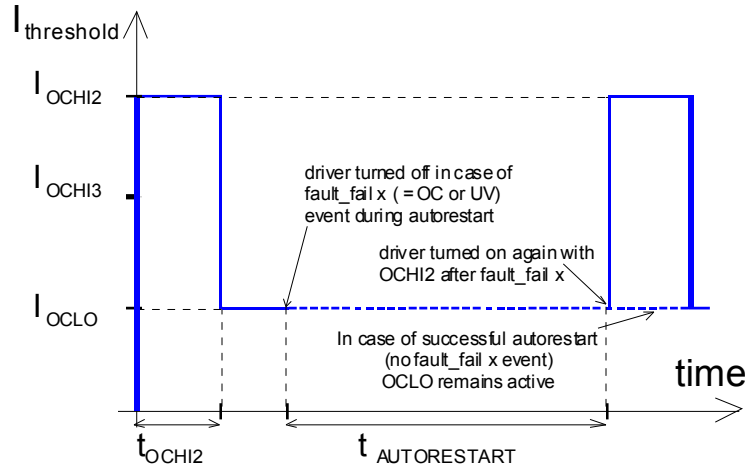 I threshold
I OCHI2
I OCHI3
I OCLO
driver turned off in case of
fault_fail x ( = OC or UV)
event during autorestart
driver turned on again with
OCHI2 after fault_fail x
In case of successful autorestart
(no fault_fail x event)
OCLO remains active
time
t OCHI2
t AUTORESTART